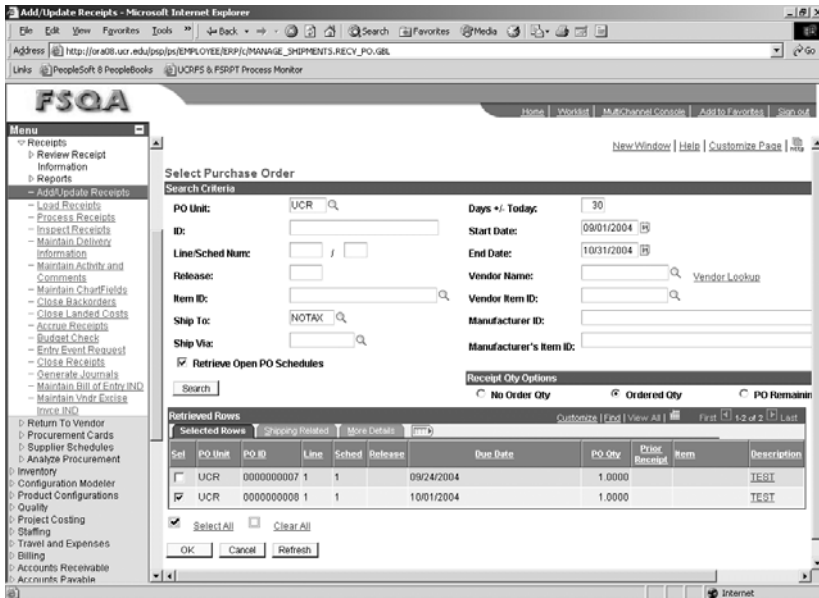 Add/Update Receipts - Microsoft Internet Explorer
File Edit View Favorites Tools » Back Search Favorites Media
Address http://ora08.ucr.edu/psp/ps/EMPLOYEE/ERP/c/MANAGE_SHIPMENTS.RECV_PO.GBL Go
Links PeopleSoft 8 PeopleBooks UCRFS & FSRPT Process Monitor
FSQA
Home Worklist MultiChannel Console Add to Favorites Sign out
Menu
Receipts
Review Receipt
Information
Reports
Add/Update Receipts
Load Receipts
Process Receipts
Inspect Receipts
Maintain Delivery
Information
Maintain Activity and
Comments
Maintain ChartFields
Close Backorders
Close Landed Costs
Accrue Receipts
Budget Check
Entry Event Request
Close Receipts
Generate Journals
Maintain Bill of Entry IND
Maintain Vndr Excise
Invce IND
Return To Vendor
Procurement Cards
Supplier Schedules
Analyze Procurement
Inventory
Configuration Modeler
Product Configurations
Quality
Project Costing
Staffing
Travel and Expenses
Billing
Accounts Receivable
Accounts Payable
New Window | Help | Customize Page |
Select Purchase Order
Search Criteria
PO Unit: UCR
ID:
Line/Sched Num: /
Release:
Item ID:
Ship To: NOTAX
Ship Via:
Retrieve Open PO Schedules
Search
Days +/- Today: 30
Start Date: 09/01/2004
End Date: 10/31/2004
Vendor Name: Vendor Lookup
Vendor Item ID:
Manufacturer ID:
Manufacturer's Item ID:
Receipt Qty Options
No Order Qty Ordered Qty PO Remainin
Retrieved Rows Customize | Find | View All | First 1-2 of 2 Last
Selected Rows Shipping Related More Details
Sel PO Unit PO ID Line Sched Release Due Date PO Qty Prior Receipt Item Description
UCR 0000000007 1 1 09/24/2004 1.0000 TEST
UCR 0000000008 1 1 10/01/2004 1.0000 TEST
Select All Clear All
OK Cancel Refresh
Internet